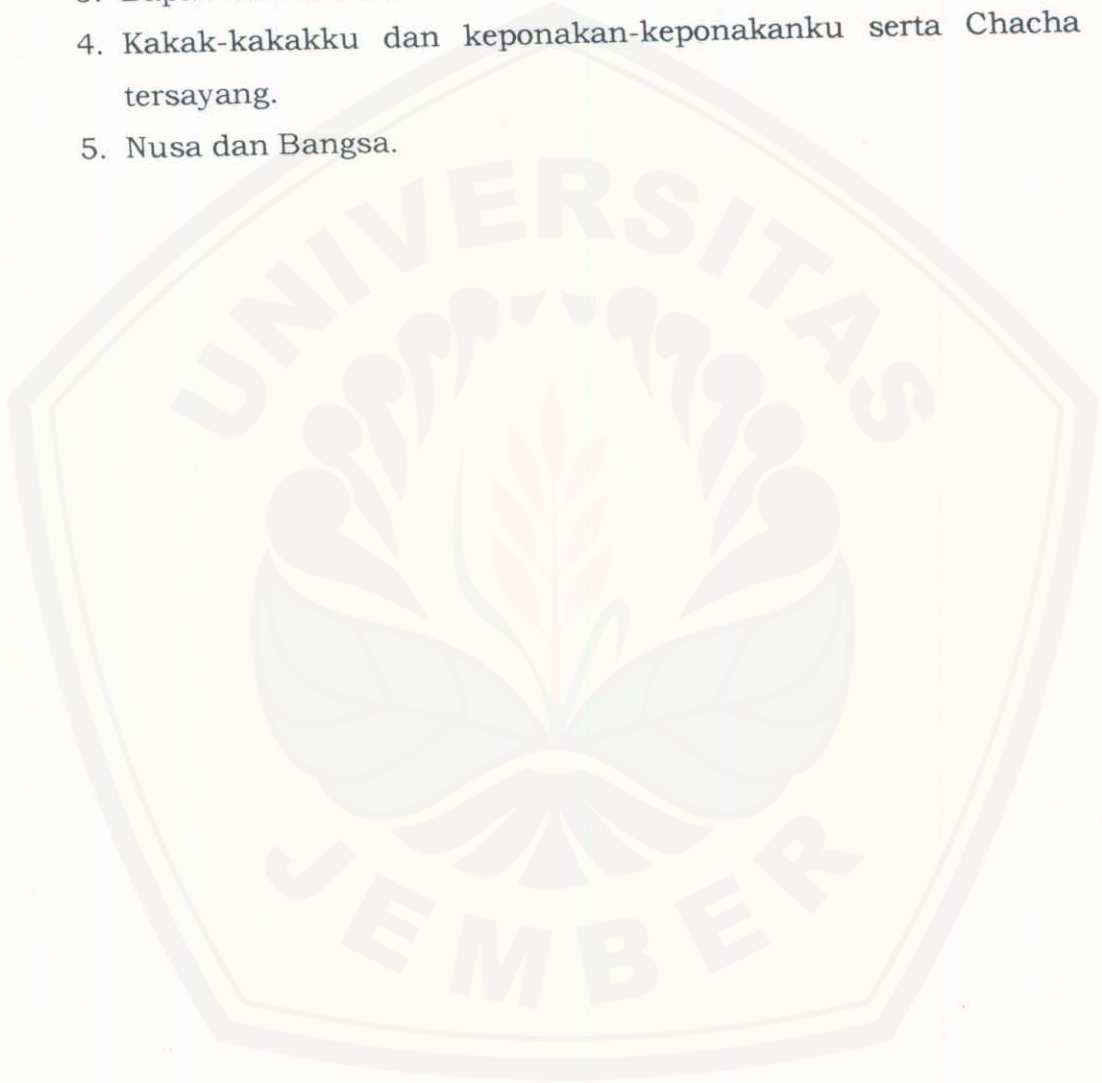 4. Kakak-kakakku dan keponakan-keponakanku serta Chacha
tersayang.
5. Nusa dan Bangsa.
UNIVERSITAS
JEMBER